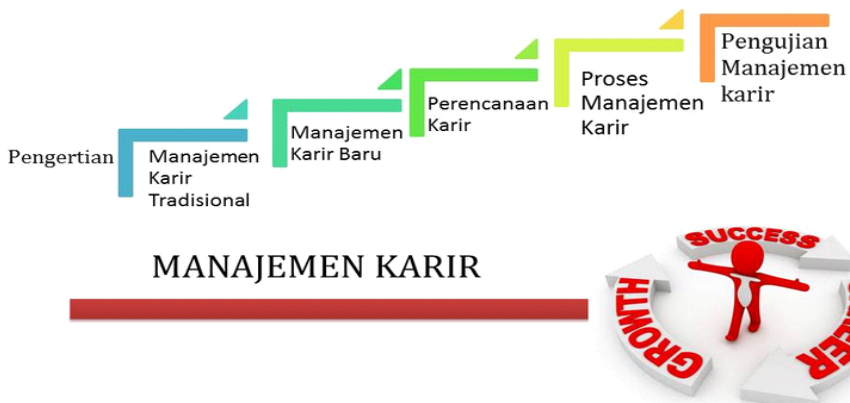 Pengertian
Manajemen
Karir
Tradisional
Manajemen
Karir Baru
Perencanaan
Karir
Proses
Manajemen
Karir
Pengujian
Manajemen
karir
MANAJEMEN KARIR
SUCCESS
GROWTH